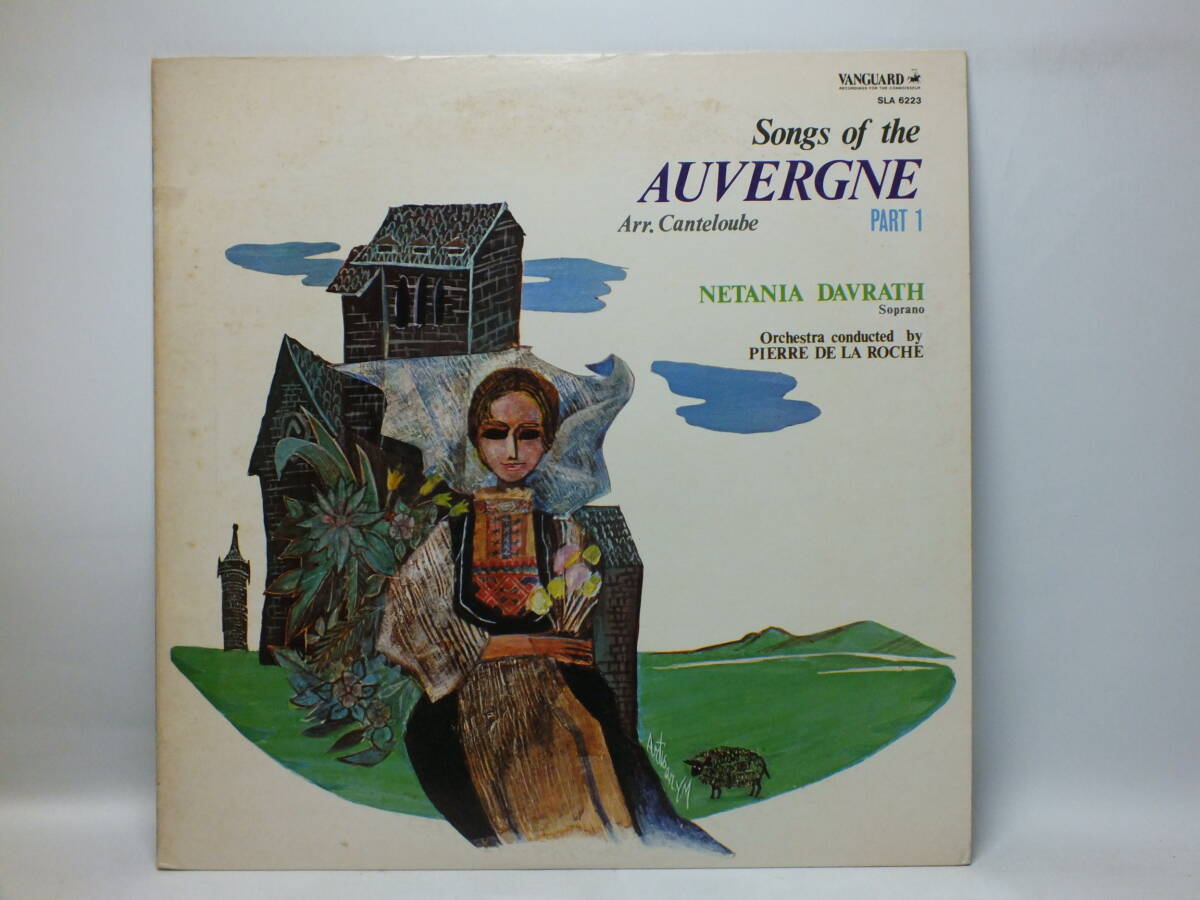 VANGUARD
RECORDINGS FOR THE CONNOISSEUR
SLA 6223
Songs of the
AUVERGNE
Arr. Canteloube PART 1
NETANIA DAVRATH
Soprano
Orchestra conducted by
PIERRE DE LA ROCHE